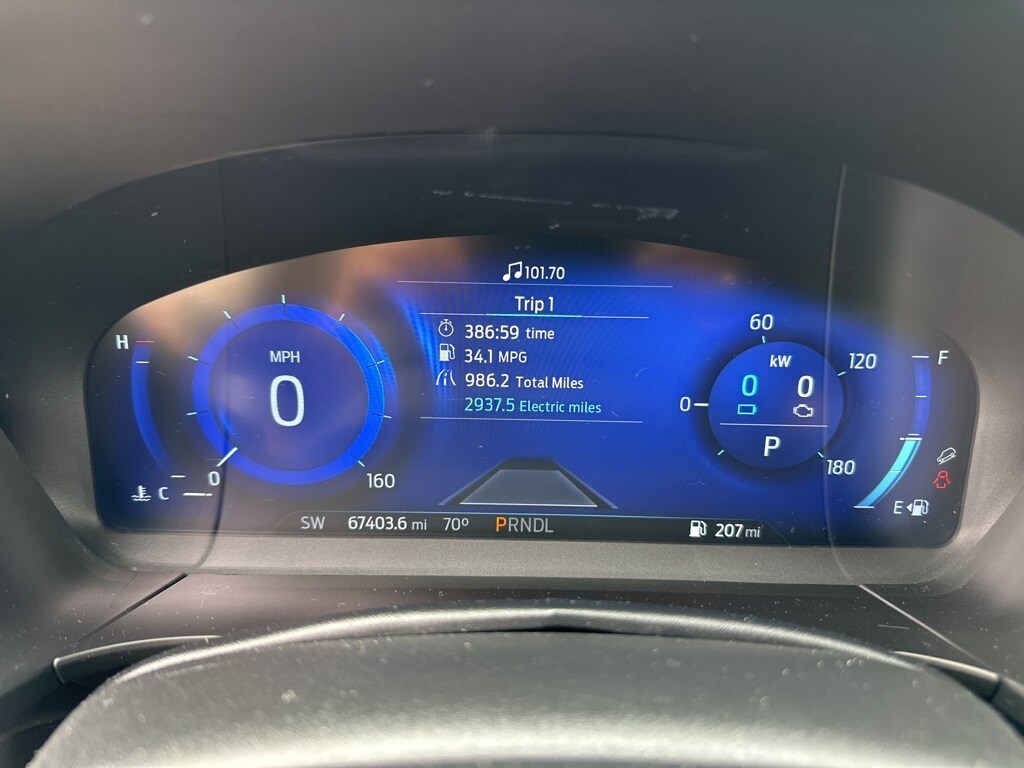 101.70
Trip 1
386:59 time
34.1 MPG
986.2 Total Miles
2937.5 Electric miles
H
MPH
0
0
160
C
60
kW
120
0
0
0
P
180
F
E
SW 67403.6 mi 70° PRNDL 207 mi